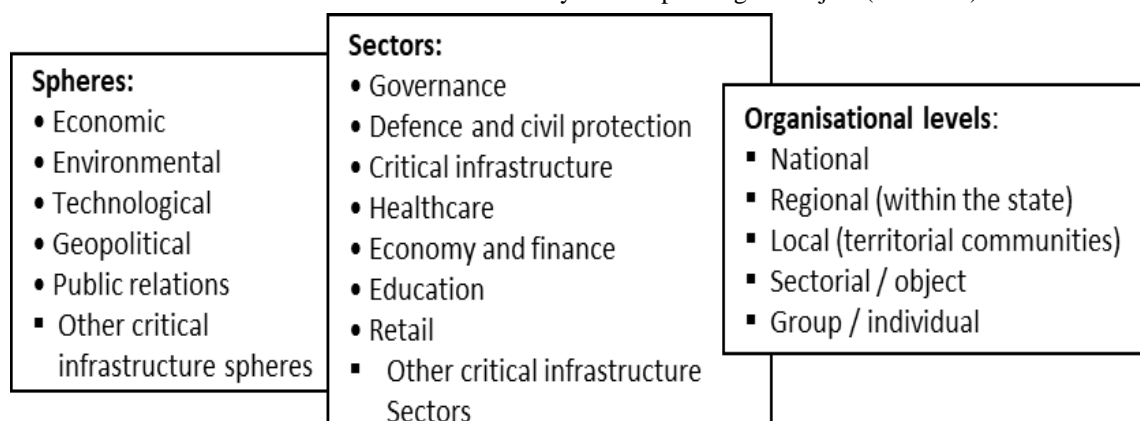 Spheres:
• Economic
• Environmental
• Technological
• Geopolitical
• Public relations
▪ Other critical
infrastructure spheres
Sectors:
• Governance
• Defence and civil protection
• Critical infrastructure
• Healthcare
• Economy and finance
• Education
• Retail
▪ Other critical infrastructure
Sectors
Organisational levels:
▪ National
▪ Regional (within the state)
▪ Local (territorial communities)
▪ Sectorial / object
▪ Group / individual